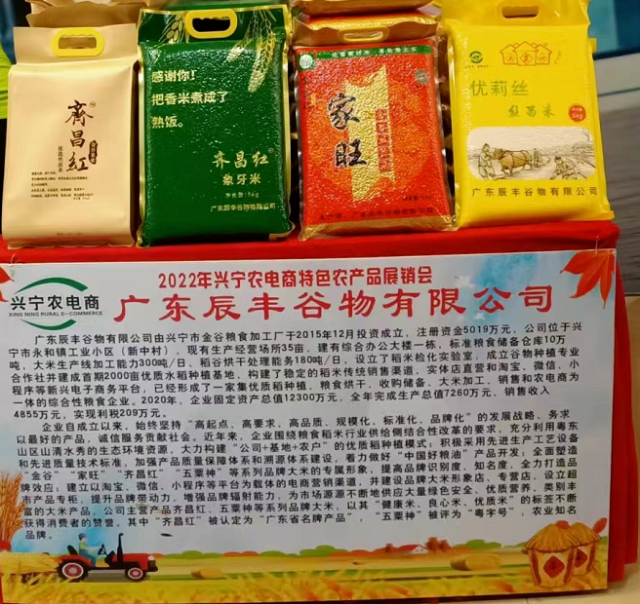 齊昌红
感谢你!
把香米煮成了
熟饭。
齐昌红
象牙米
广东辰丰谷物有限公司
家旺
优莉丝
丝苗米
广东辰丰谷物有限公司
兴宁农电商
XING NING RURAL E-COMMERCE
2022年兴宁农电商特色农产品展销会
广东辰丰谷物有限公司
广东辰丰谷物有限公司由兴宁市金谷粮食加工厂于2015年12月投资成立,注册资金5019万元,公司位于兴
宁市永和镇工业小区(新中村),现有生产经营场所35亩,建有综合办公大楼一栋,标准粮食储备仓库10万
吨,大米生产线加工能力300吨/日,稻谷烘干处理能务180吨/日,设立了稻米检化实验室,成立谷物种植专业
合作社并建成首期2000亩优质水稻种植基地,构建了稳定的稻米传统销售渠道,实体店直营和淘宝、微信、小
程序等新兴电子商务平台,已经形成了一家集优质稻种植、粮食烘干、收购储备、大米加工、销售和农电商为
一体的综合性粮食企业。2020年,企业固定资产总值12300万元,全年完成生产总值7260万元、销售收入
4855万元,实现利税209万元。
企业自成立以来,始终坚持“高起点、高要求、高品质、规模化、标准化、品牌化”的发展战略、务求
以最好的产品,诚信服务贡献社会。近年来,企业围绕粮食稻米行业供给侧结合性改革的要求,充分利用粤东
山区山清水秀的生态环境资源,大力构建“公司+基地+农户”的优质稻种植模式;积极采用先进生产工艺设备
和先进质量技术标准,加强产品质量保障体系和溯源体系建设,着力做好“中国好粮油”产品开发;全面塑造
“金谷”“家旺”“齐昌红”“五粟种”等系列品牌大米的专属形象,提高品牌识别度、知名度,全力打造品
牌效应;建立以淘宝、微信、小程序等平台为载体的电商营销渠道,并建设品牌大米形象店、专营店,设立超
市产品专柜,提升品牌带动力,增强品牌辐射能力,为市场源源不断地供应大量绿色安全、优质营养、类别丰
富的大米产品,公司主营产品齐昌红、五粟种等系列品牌大米,以其“健康米、良心米、优质米”的标签不断
获得消费者的赞誉,其中“齐昌红”被认定为“广东省名牌产品”,“五粟种”被评为“粤字号”,农业知名
品牌。